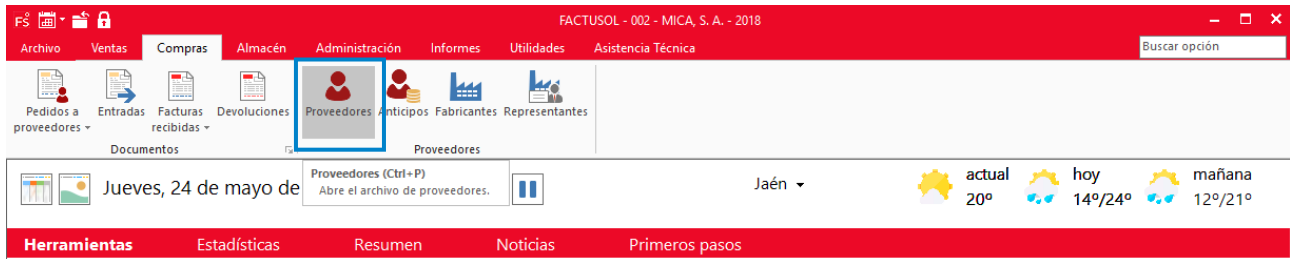 FS
FACTUSOL - 002 - MICA, S. A. - 2018
Archivo Ventas Compras Almacén Administración Informes Utilidades Asistencia Técnica Buscar opción
Pedidos a proveedores
Entradas
Facturas recibidas
Devoluciones
Proveedores
Anticipos
Fabricantes
Representantes
Documentos
Proveedores
Jueves, 24 de mayo de
Proveedores (Ctrl+P)
Abre el archivo de proveedores.
Jaén
actual
20º
hoy
14º/24º
mañana
12º/21º
Herramientas Estadísticas Resumen Noticias Primeros pasos